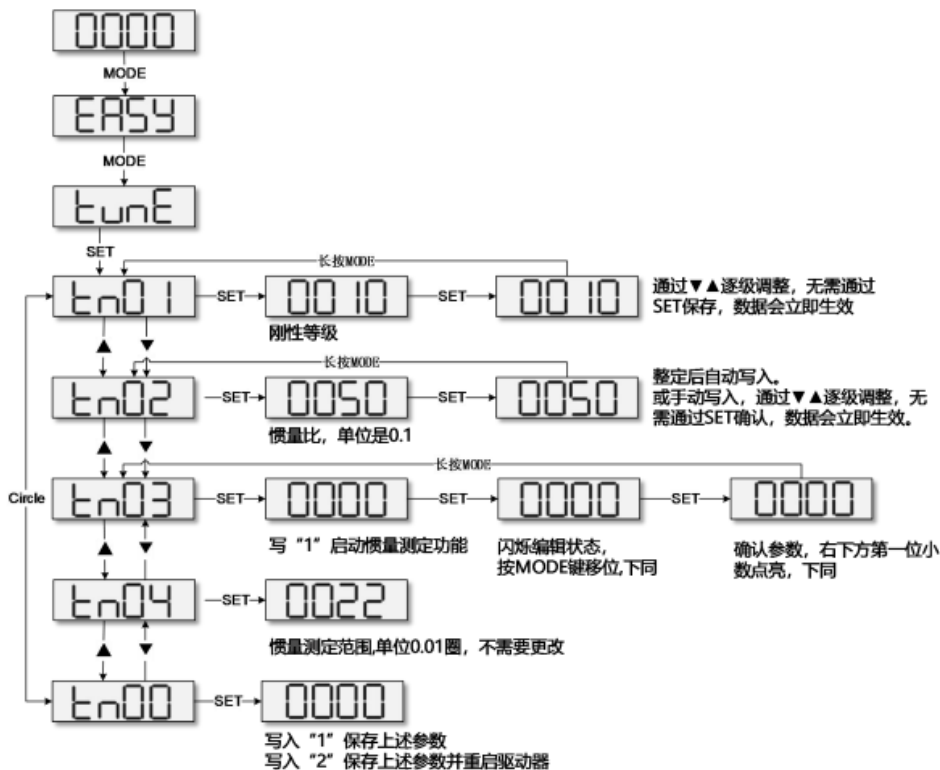 0000
MODE
EASY
MODE
tunE
SET
长按MODE
tn01
SET
0010
SET
0010
通过▼▲逐级调整，无需通过
SET保存，数据会立即生效
刚性等级
▲
▼
长按MODE
tn02
SET
0050
SET
0050
整定后自动写入。
或手动写入，通过▼▲逐级调整，无
需通过SET确认，数据会立即生效。
惯量比，单位是0.1
▲
▼
长按MODE
Circle
tn03
SET
0000
SET
0000
SET
0000
写“1”启动惯量测定功能
闪烁编辑状态，
按MODE键移位,下同
确认参数，右下方第一位小
数点亮，下同
▲
▼
tn04
SET
0022
惯量测定范围,单位0.01圈，不需要更改
▲
▼
tn00
SET
0000
写入“1”保存上述参数
写入“2”保存上述参数并重启驱动器